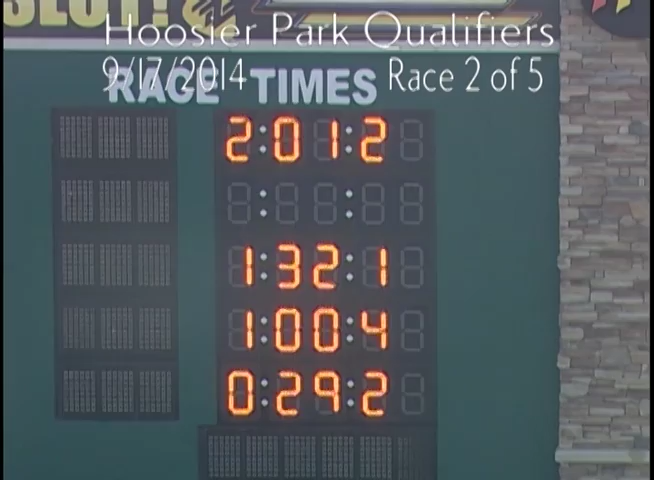 SLOT!
Hoosier Park Qualifiers
9/17/2014 Race 2 of 5
RACE TIMES
2:01:2
: :
1:32:1
1:00:4
0:29:2